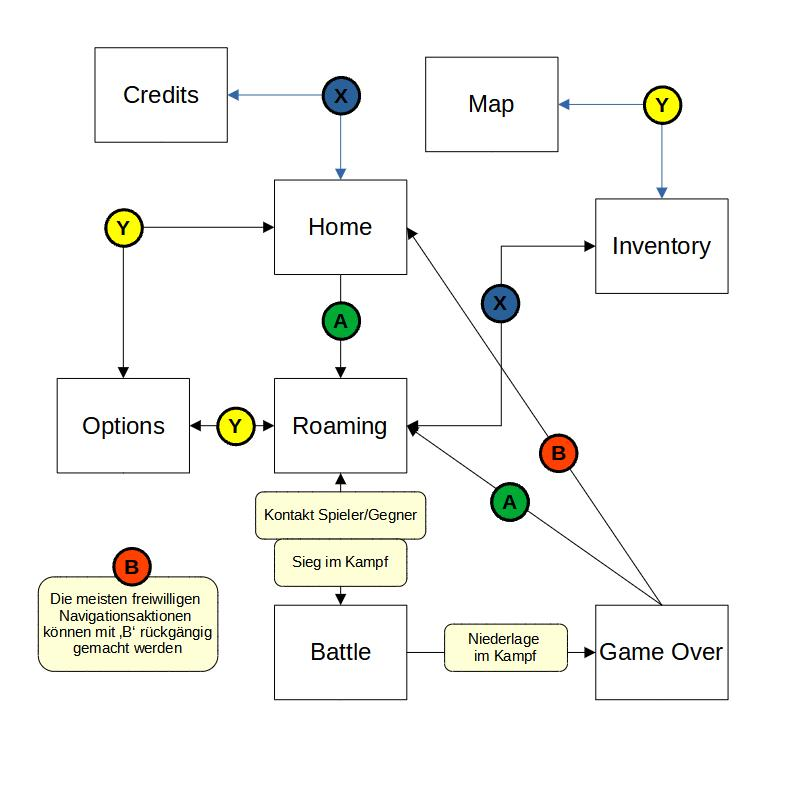 Credits
X
Map
Y
Y
Home
Inventory
X
A
Options
Y
Roaming
B
A
Kontakt Spieler/Gegner
Sieg im Kampf
B
Die meisten freiwilligen
Navigationsaktionen
können mit ‚B‘ rückgängig
gemacht werden
Battle
Niederlage
im Kampf
Game Over